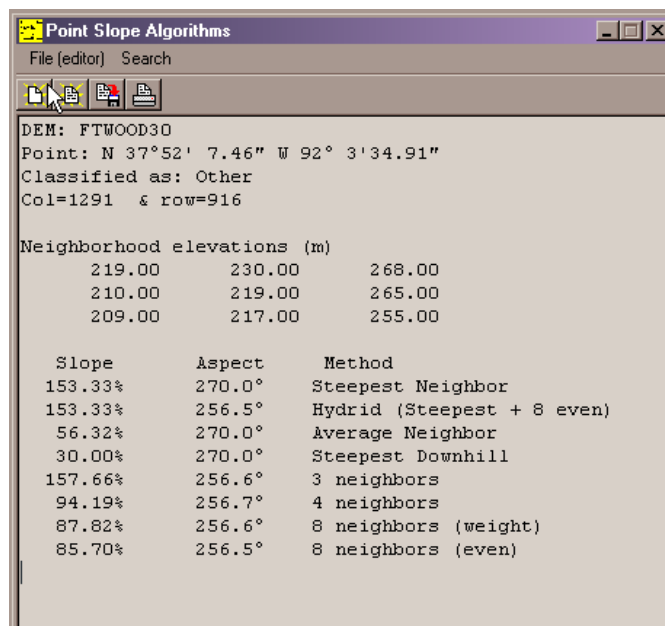 Point Slope Algorithms
File (editor) Search
DEM: FTWOOD30
Point: N 37°52' 7.46" W 92° 3'34.91"
Classified as: Other
Col=1291 & row=916
Neighborhood elevations (m)
219.00 230.00 268.00
210.00 219.00 265.00
209.00 217.00 255.00
Slope Aspect Method
153.33% 270.0° Steepest Neighbor
153.33% 256.5° Hydrid (Steepest + 8 even)
56.32% 270.0° Average Neighbor
30.00% 270.0° Steepest Downhill
157.66% 256.6° 3 neighbors
94.19% 256.7° 4 neighbors
87.82% 256.6° 8 neighbors (weight)
85.70% 256.5° 8 neighbors (even)